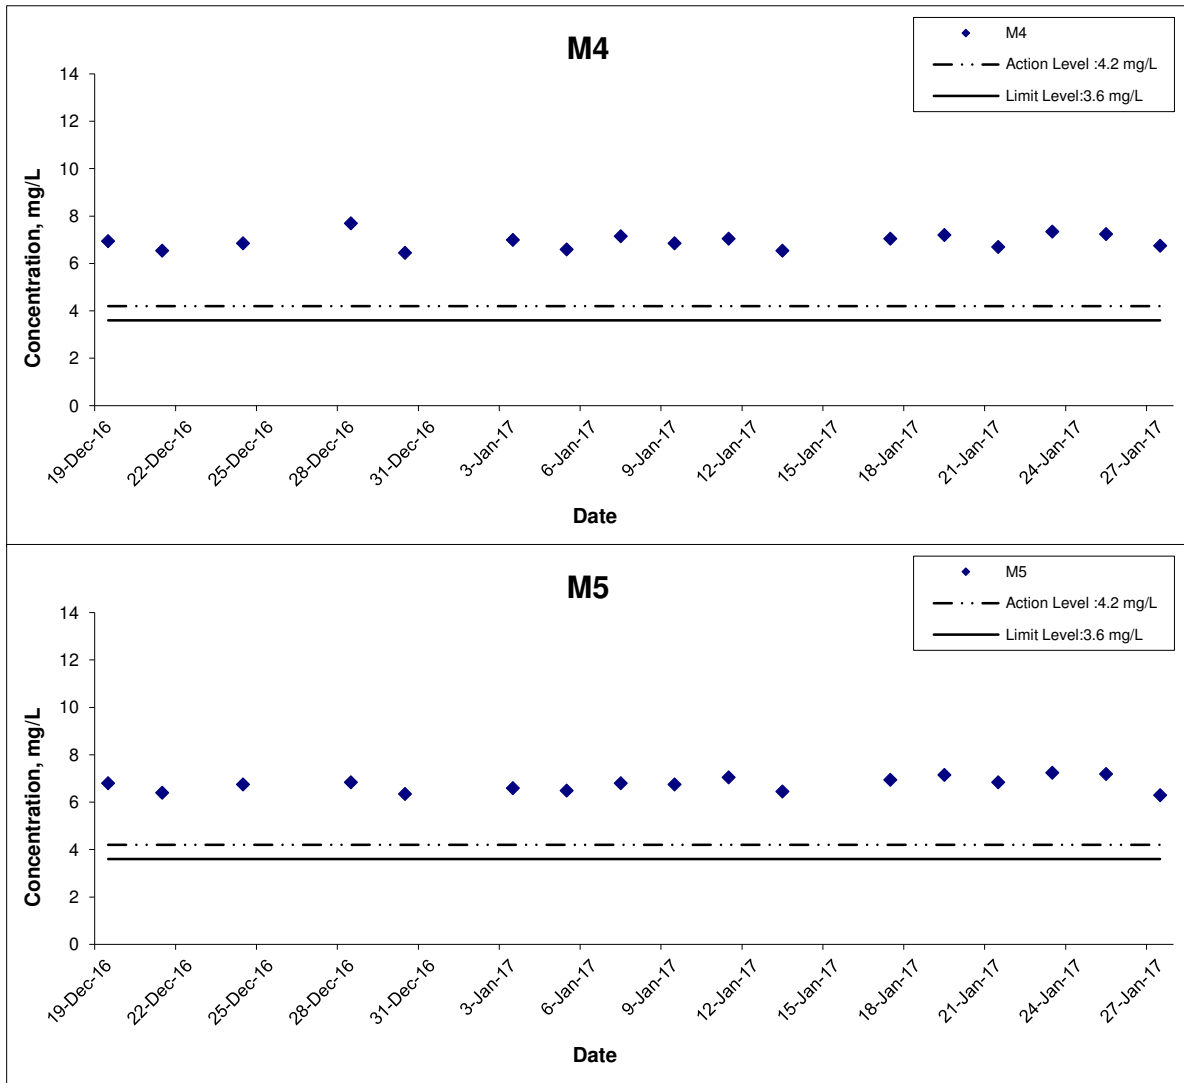 M4
M4
Action Level :4.2 mg/L
Limit Level:3.6 mg/L
Concentration, mg/L
14
12
10
8
6
4
2
0
19-Dec-16
22-Dec-16
25-Dec-16
28-Dec-16
31-Dec-16
3-Jan-17
6-Jan-17
9-Jan-17
12-Jan-17
15-Jan-17
18-Jan-17
21-Jan-17
24-Jan-17
27-Jan-17
Date
M5
M5
Action Level :4.2 mg/L
Limit Level:3.6 mg/L
Concentration, mg/L
14
12
10
8
6
4
2
0
19-Dec-16
22-Dec-16
25-Dec-16
28-Dec-16
31-Dec-16
3-Jan-17
6-Jan-17
9-Jan-17
12-Jan-17
15-Jan-17
18-Jan-17
21-Jan-17
24-Jan-17
27-Jan-17
Date